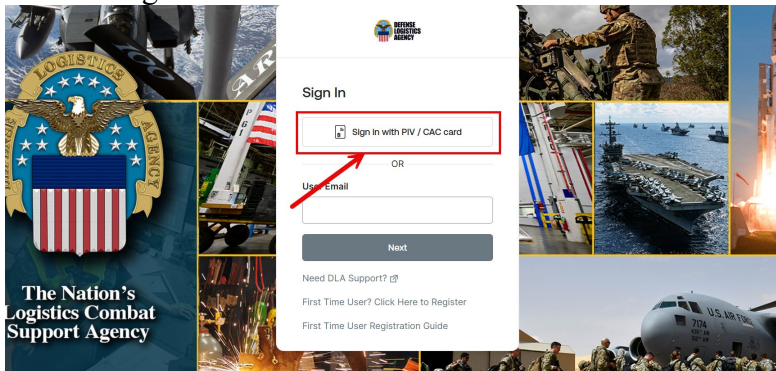 DEFENSE
LOGISTICS
AGENCY
LOGISTICS
AGENCY
Sign In
Sign in with PIV / CAC card
OR
User Email
Next
Need DLA Support?
First Time User? Click Here to Register
First Time User Registration Guide
The Nation's
Logistics Combat
Support Agency
U.S. AIR FORCE
7174